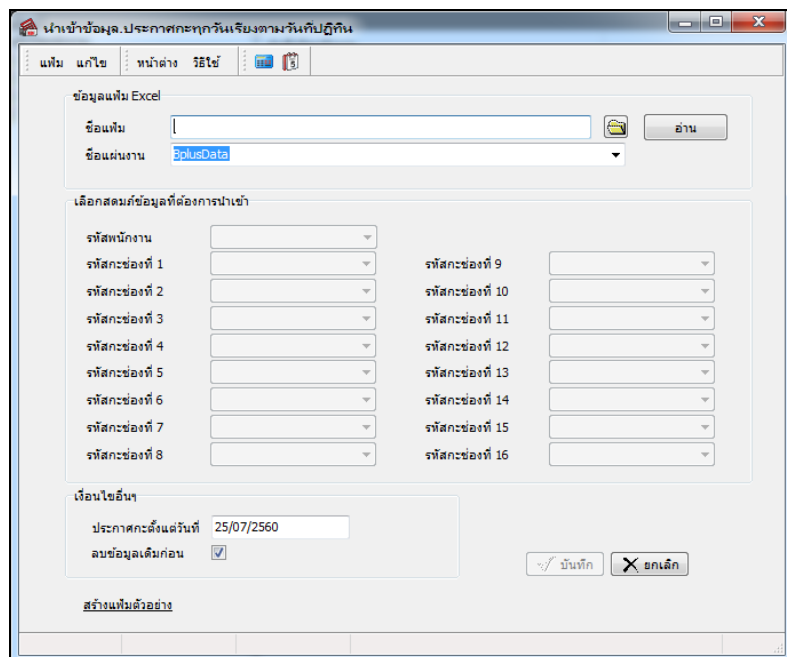 นำเข้าข้อมูล.ประกาศกะทุกวันเรียงตามวันที่ปฏิทิน
แฟ้ม แก้ไข หน้าต่าง วิธีใช้
ข้อมูลแฟ้ม Excel
ชื่อแฟ้ม อ่าน
ชื่อแผ่นงาน BplusData
เลือกสดมภ์ข้อมูลที่ต้องการนำเข้า
รหัสพนักงาน
รหัสกะช่องที่ 1 รหัสกะช่องที่ 9
รหัสกะช่องที่ 2 รหัสกะช่องที่ 10
รหัสกะช่องที่ 3 รหัสกะช่องที่ 11
รหัสกะช่องที่ 4 รหัสกะช่องที่ 12
รหัสกะช่องที่ 5 รหัสกะช่องที่ 13
รหัสกะช่องที่ 6 รหัสกะช่องที่ 14
รหัสกะช่องที่ 7 รหัสกะช่องที่ 15
รหัสกะช่องที่ 8 รหัสกะช่องที่ 16
เงื่อนไขอื่นๆ
ประกาศกะตั้งแต่วันที่ 25/07/2560
ลบข้อมูลเดิมก่อน
บันทึก ยกเลิก
สร้างแฟ้มตัวอย่าง